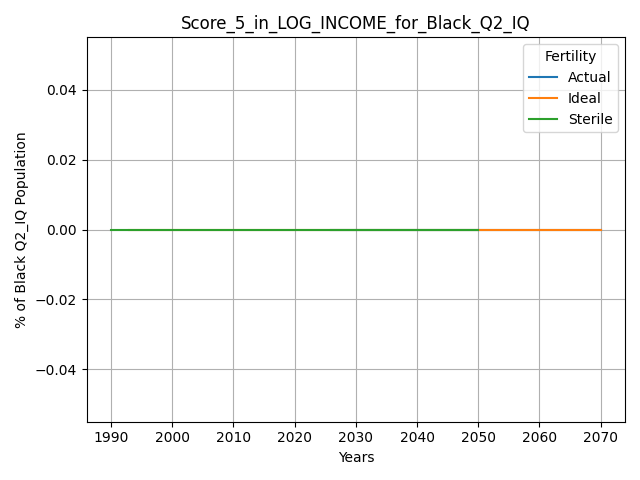 Score_5_in_LOG_INCOME_for_Black_Q2_IQ
Fertility
Actual
Ideal
Sterile
% of Black Q2_IQ Population
0.04
0.02
0.00
−0.02
−0.04
1990 2000 2010 2020 2030 2040 2050 2060 2070
Years